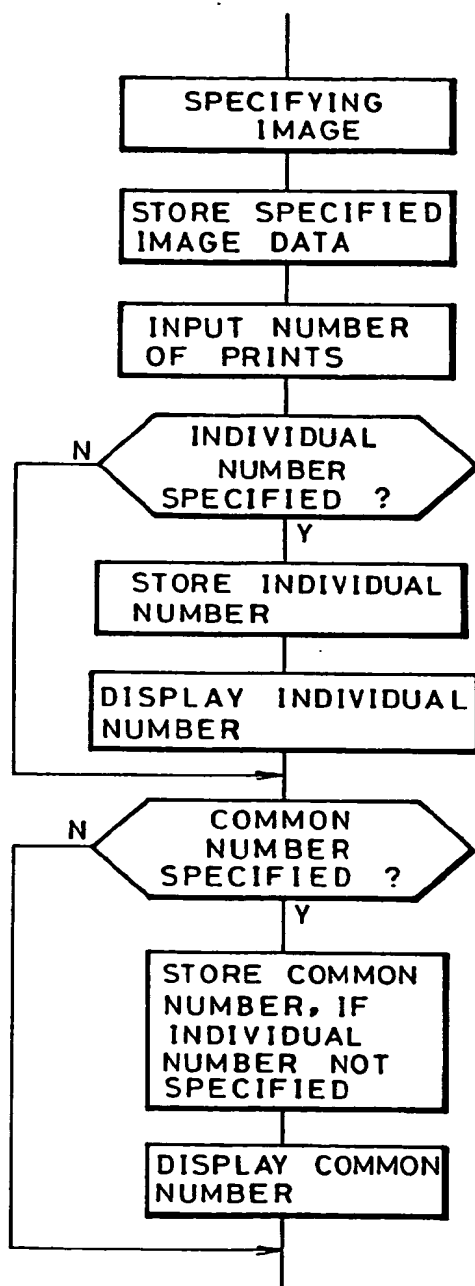 SPECIFYING
IMAGE
STORE SPECIFIED
IMAGE DATA
INPUT NUMBER
OF PRINTS
N
INDIVIDUAL
NUMBER
SPECIFIED ?
Y
STORE INDIVIDUAL
NUMBER
DISPLAY INDIVIDUAL
NUMBER
N
COMMON
NUMBER
SPECIFIED ?
Y
STORE COMMON
NUMBER, IF
INDIVIDUAL
NUMBER NOT
SPECIFIED
DISPLAY COMMON
NUMBER